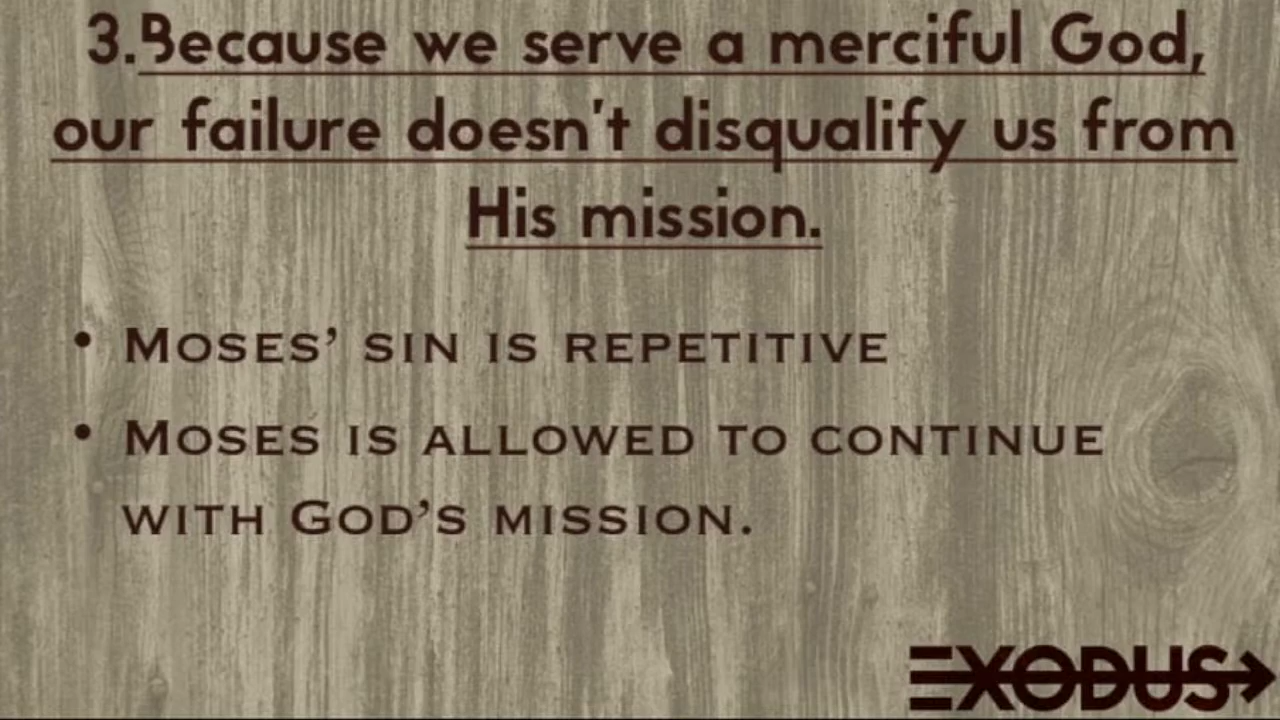 3.Because we serve a merciful God,
our failure doesn't disqualify us from
His mission.
• Moses’ sin is repetitive
• Moses is allowed to continue
with God’s mission.
EXODUS